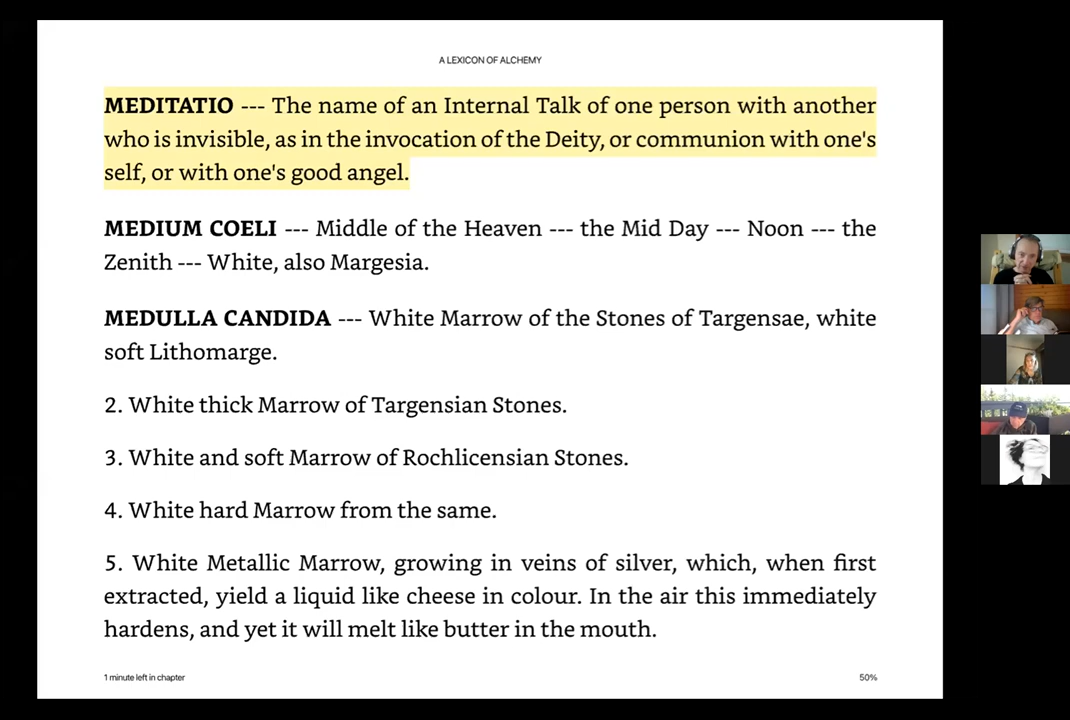 A LEXICON OF ALCHEMY
MEDITATIO --- The name of an Internal Talk of one person with another
who is invisible, as in the invocation of the Deity, or communion with one's
self, or with one's good angel.
MEDIUM COELI --- Middle of the Heaven --- the Mid Day --- Noon --- the
Zenith --- White, also Margesia.
MEDULLA CANDIDA --- White Marrow of the Stones of Targensae, white
soft Lithomarge.
2. White thick Marrow of Targensian Stones.
3. White and soft Marrow of Rochlicensian Stones.
4. White hard Marrow from the same.
5. White Metallic Marrow, growing in veins of silver, which, when first
extracted, yield a liquid like cheese in colour. In the air this immediately
hardens, and yet it will melt like butter in the mouth.
1 minute left in chapter
50%